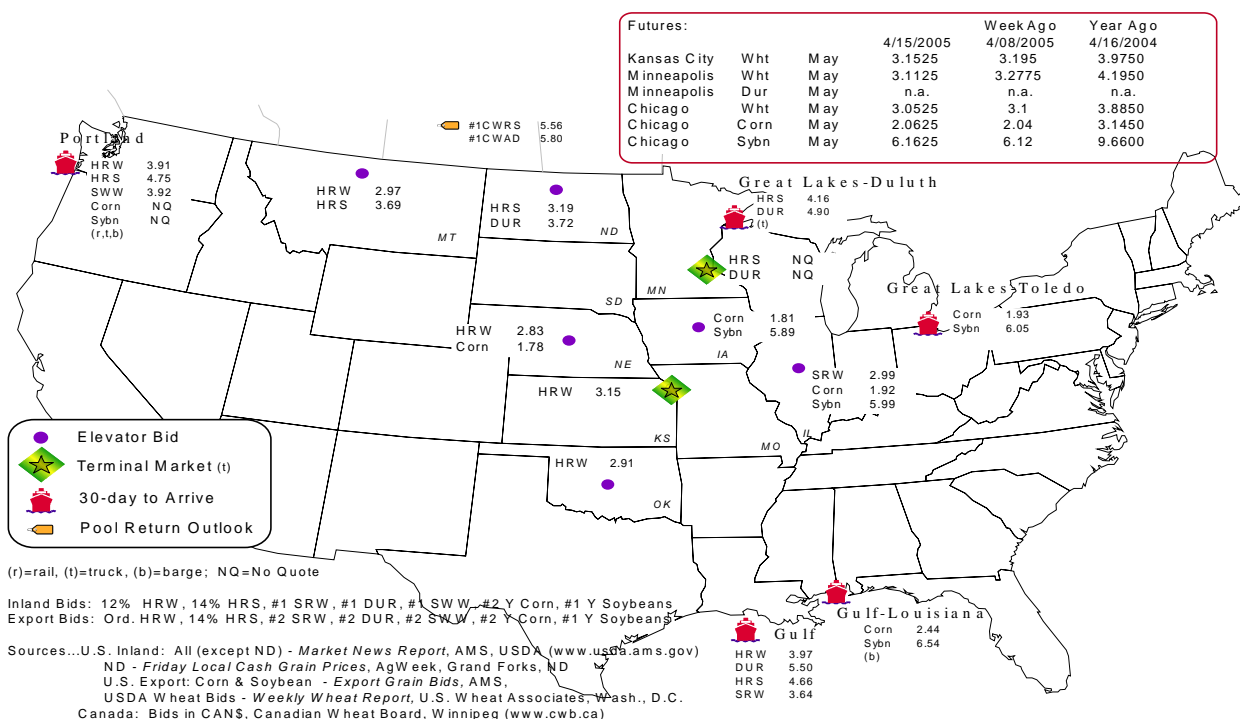 Futures: Week Ago Year Ago
4/15/2005 4/08/2005 4/16/2004
Kansas City Wht May 3.1525 3.195 3.9750
Minneapolis Wht May 3.1125 3.2775 4.1950
Minneapolis Dur May n.a. n.a. n.a.
Chicago Wht May 3.0525 3.1 3.8850
Chicago Corn May 2.0625 2.04 3.1450
Chicago Sybn May 6.1625 6.12 9.6600
#1CWRS 5.56
#1CWAD 5.80
Portland
HRW 3.91
HRS 4.75
SWW 3.92
Corn NQ
Sybn NQ
(r,t,b)
HRW 2.97
HRS 3.69
MT
HRS 3.19
DUR 3.72
ND
Great Lakes-Duluth
HRS 4.16
DUR 4.90
(t)
HRS NQ
DUR NQ
MN
SD
Great Lakes-Toledo
Corn 1.93
Sybn 6.05
Corn 1.81
Sybn 5.89
IA
HRW 2.83
Corn 1.78
NE
SRW 2.99
Corn 1.92
Sybn 5.99
IL
HRW 3.15
KS
MO
HRW 2.91
OK
Elevator Bid
Terminal Market (t)
30-day to Arrive
Pool Return Outlook
(r)=rail, (t)=truck, (b)=barge; NQ=No Quote
Inland Bids: 12% HRW, 14% HRS, #1 SRW, #1 DUR, #1 SWW, #2 Y Corn, #1 Y Soybeans
Export Bids: Ord. HRW, 14% HRS, #2 SRW, #2 DUR, #2 SWW, #2 Y Corn, #1 Y Soybeans
Gulf-Louisiana
Corn 2.44
Sybn 6.54
(b)
Gulf
HRW 3.97
DUR 5.50
HRS 4.66
SRW 3.64
Sources...U.S. Inland: All (except ND) - Market News Report, AMS, USDA (www.usda.ams.gov)
ND - Friday Local Cash Grain Prices, AgWeek, Grand Forks, ND
U.S. Export: Corn & Soybean - Export Grain Bids, AMS,
USDA Wheat Bids - Weekly Wheat Report, U.S. Wheat Associates, Wash., D.C.
Canada: Bids in CAN$, Canadian Wheat Board, Winnipeg (www.cwb.ca)